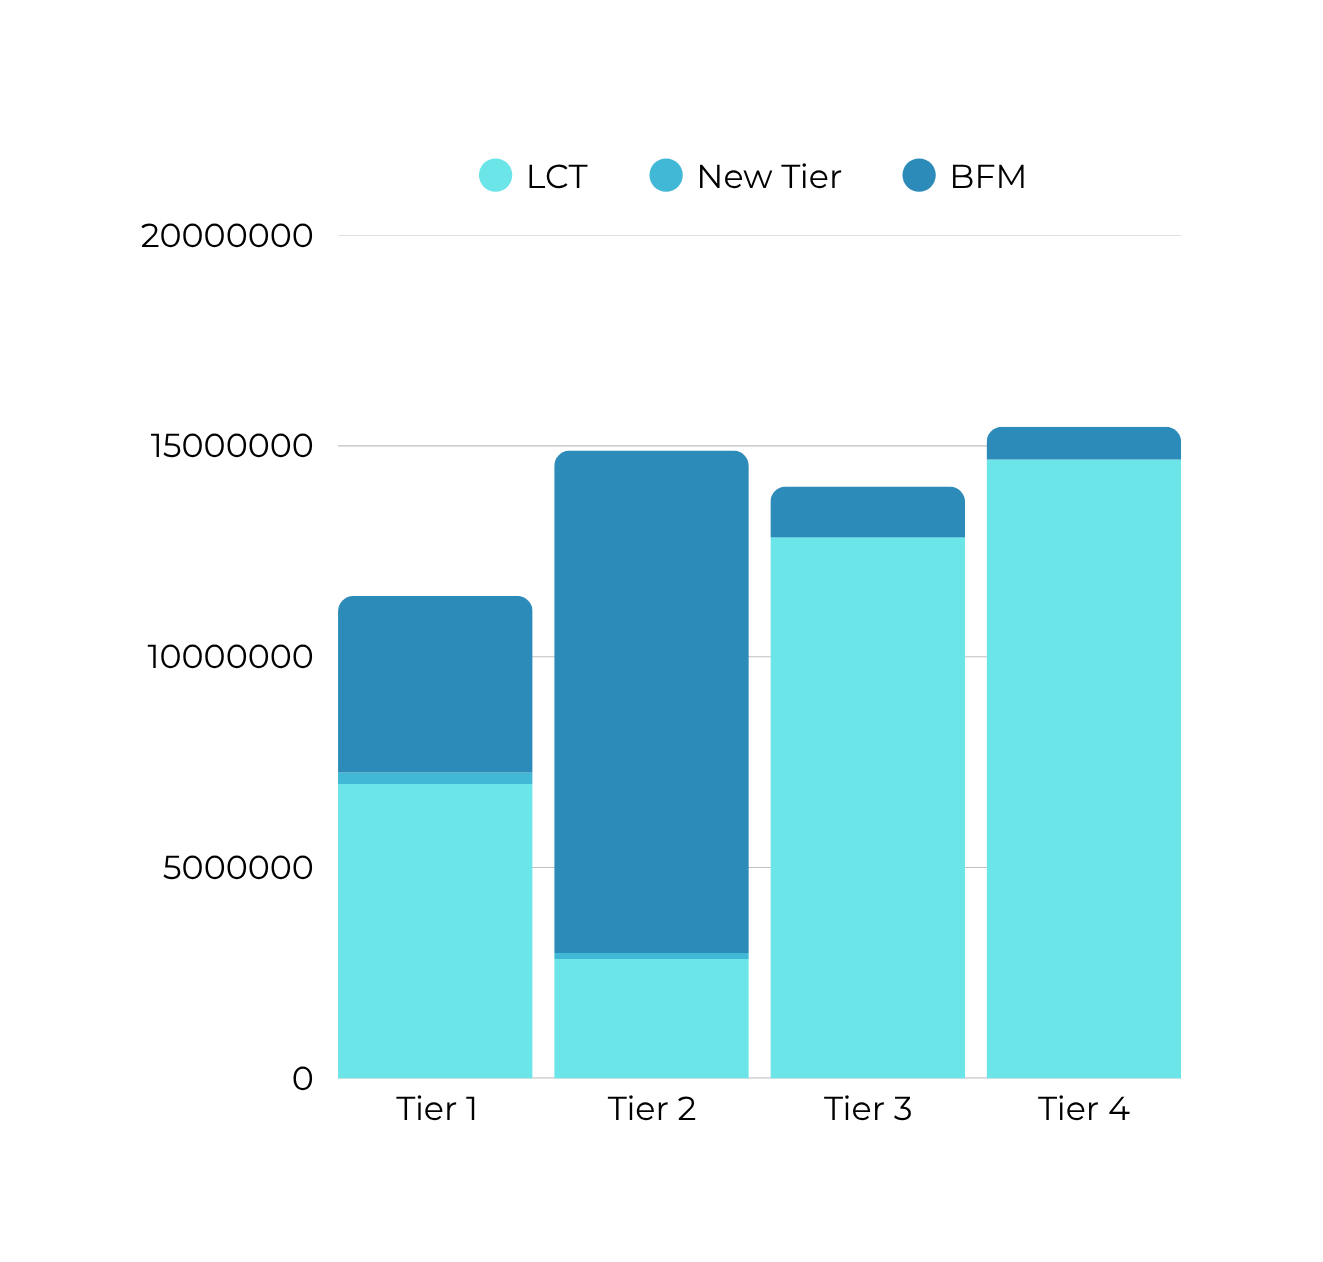 LCT New Tier BFM
20000000
15000000
10000000
5000000
0
Tier 1 Tier 2 Tier 3 Tier 4